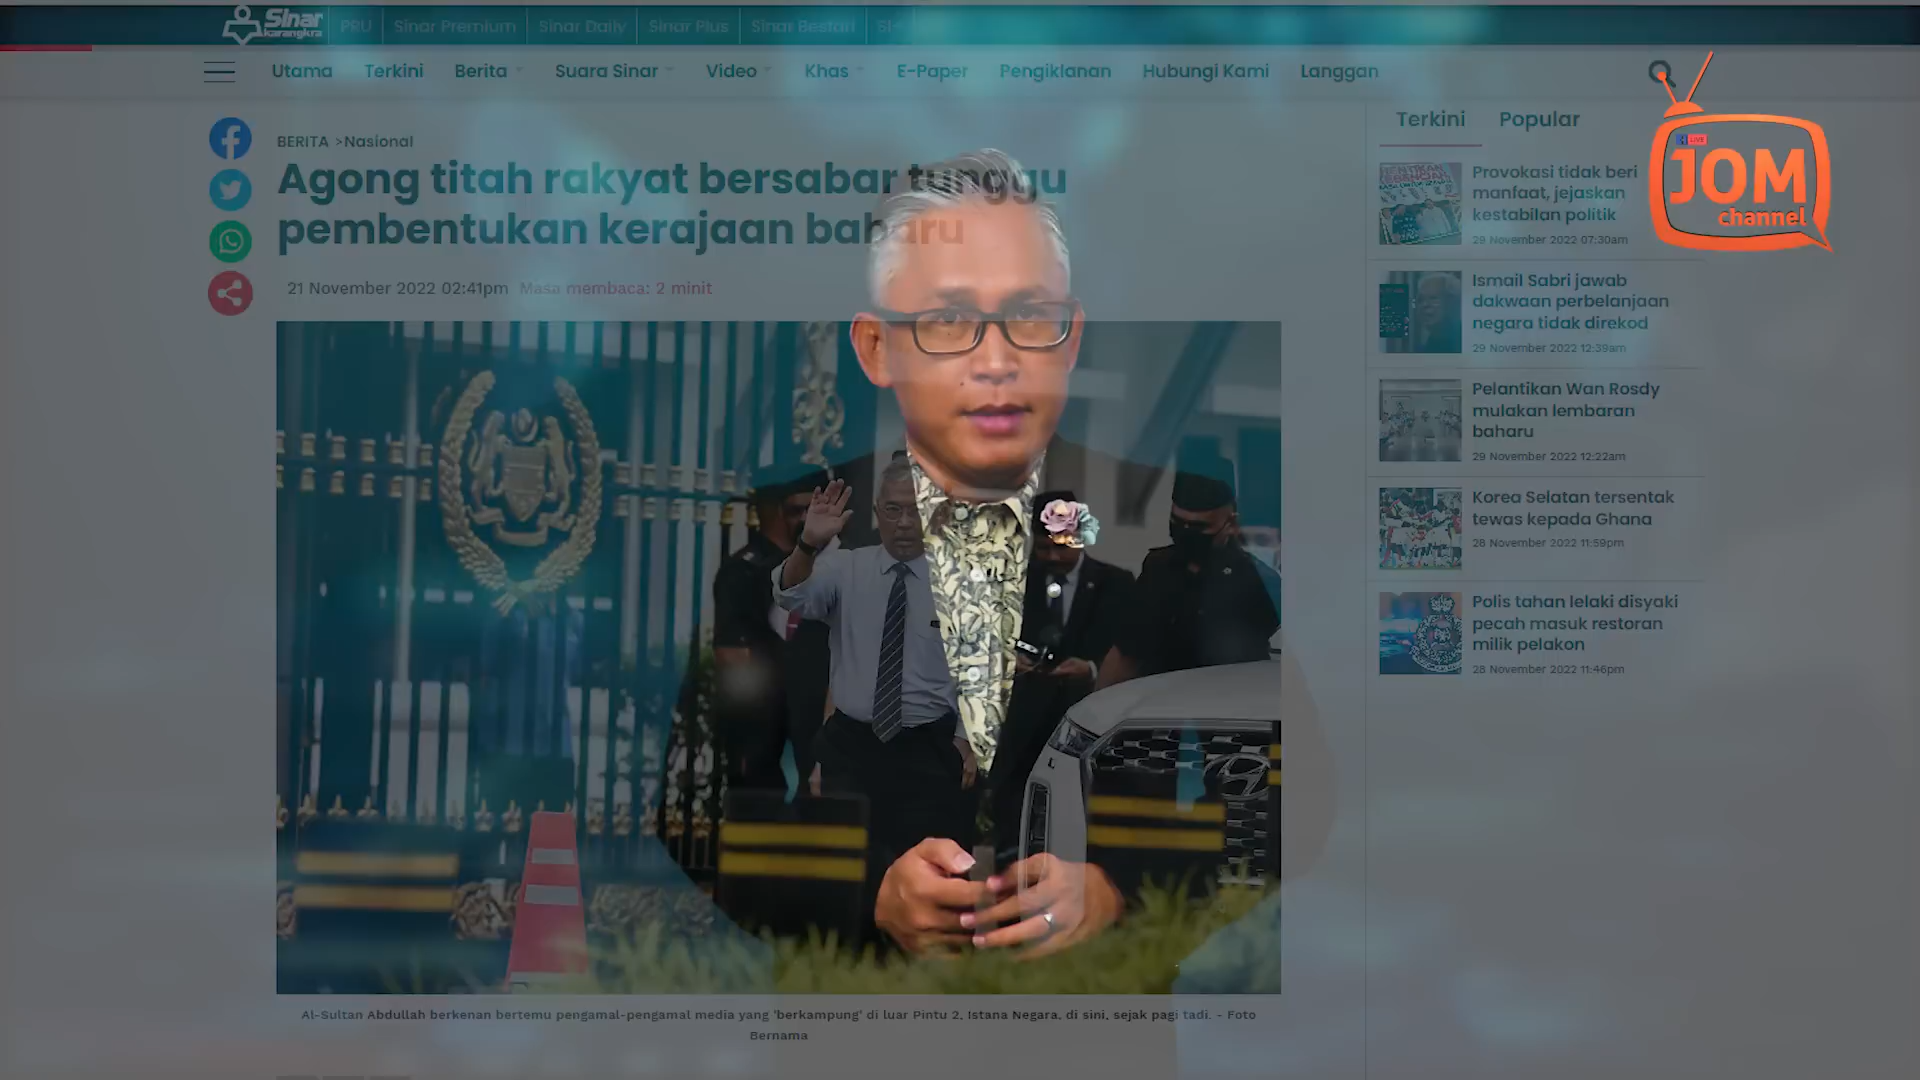 Sinar
karangkraf
PRU
Sinar Premium
Sinar Daily
Sinar Plus
Sinar Bestari
Utama
Terkini
Berita
Suara Sinar
Video
Khas
E-Paper
Pengiklanan
Hubungi Kami
Langgan
BERITA >Nasional
Agong titah rakyat bersabar tunggu
pembentukan kerajaan baharu
21 November 2022 02:41pm Masa membaca: 2 minit
Al-Sultan Abdullah berkenan bertemu pengamal-pengamal media yang 'berkampung' di luar Pintu 2, Istana Negara, di sini, sejak pagi tadi. - Foto
Bernama
Terkini
Popular
Provokasi tidak beri
manfaat, jejaskan
kestabilan politik
29 November 2022 07:30am
Ismail Sabri jawab
dakwaan perbelanjaan
negara tidak direkod
29 November 2022 12:39am
Pelantikan Wan Rosdy
mulakan lembaran
baharu
29 November 2022 12:22am
Korea Selatan tersentak
tewas kepada Ghana
28 November 2022 11:59pm
Polis tahan lelaki disyaki
pecah masuk restoran
milik pelakon
28 November 2022 11:46pm
LIVE
JOM
channel